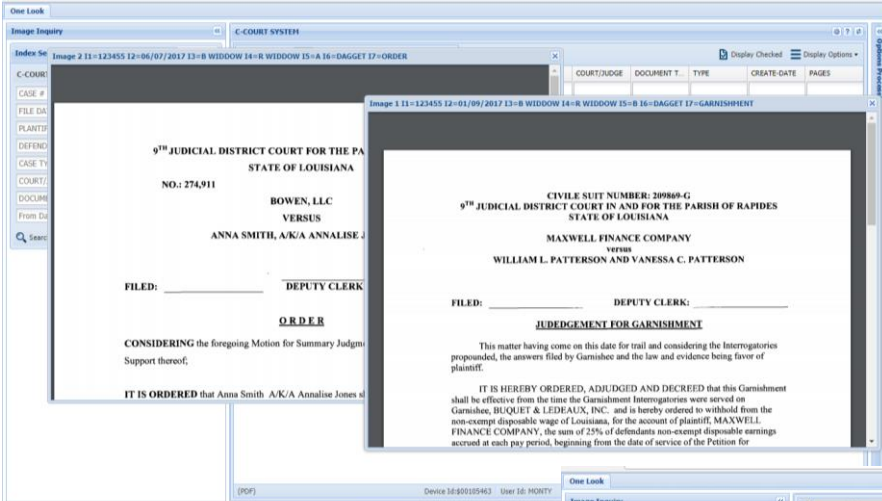 One Look
Image Inquiry
C-COURT SYSTEM
Index Se
C-COURT
CASE #
FILE DA
PLANTIF
DEFEND
CASE TY
COURT/
DOCUME
From Da
Searc
Display Checked
Display Options
COURT/JUDGE DOCUMENT T... TYPE CREATE-DATE PAGES
Options Process
Image 2 I1=123455 I2=06/07/2017 I3=B WIDDOW I4=R WIDDOW I5=A I6=DAGGET I7=ORDER
9TH JUDICIAL DISTRICT COURT FOR THE PA
STATE OF LOUISIANA
NO.: 274,911
BOWEN, LLC
VERSUS
ANNA SMITH, A/K/A ANNALISE J
FILED:
DEPUTY CLERK
ORDER
CONSIDERING the foregoing Motion for Summary Judgm
Support thereof;
IT IS ORDERED that Anna Smith A/K/A Annalise Jones s
Image 1 I1=123455 I2=01/09/2017 I3=B WIDDOW I4=R WIDDOW I5=B I6=DAGGET I7=GARNISHMENT
CIVILE SUIT NUMBER: 209869-G
9TH JUDICIAL DISTRICT COURT IN AND FOR THE PARISH OF RAPIDES
STATE OF LOUISIANA
MAXWELL FINANCE COMPANY
versus
WILLIAM L. PATTERSON AND VANESSA C. PATTERSON
FILED:
DEPUTY CLERK:
JUDEDGEMENT FOR GARNISHMENT
This matter having come on this date for trail and considering the Interrogatories
propounded, the answers filed by Garnishee and the law and evidence being favor of
plaintiff.
IT IS HEREBY ORDERED, ADJUDGED AND DECREED that this Garnishment
shall be effective from the time the Garnishment Interrogatories were served on
Garnishee, BUQUET & LEDEAUX, INC. and is hereby ordered to withhold from the
non-exempt disposable wage of Louisiana, for the account of plaintiff, MAXWELL
FINANCE COMPANY, the sum of 25% of defendants non-exempt disposable earnings
accrued at each pay period, beginning from the date of service of the Petition for
(PDF)
Device Id:$00105463 User Id: MONTY
One Look